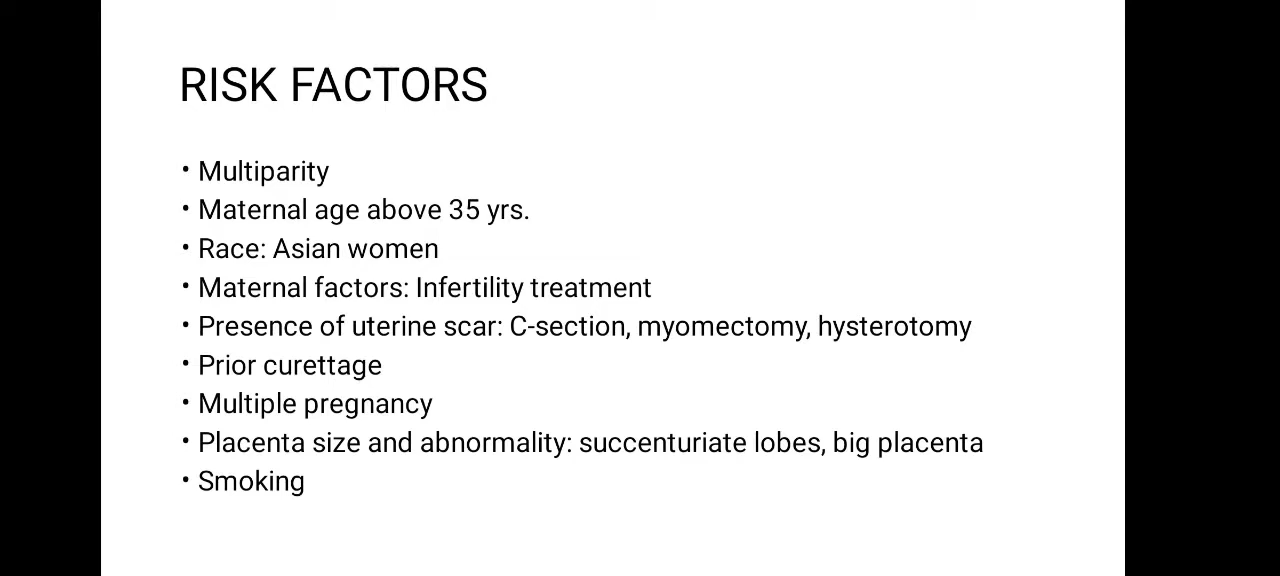 RISK FACTORS
• Multiparity
• Maternal age above 35 yrs.
• Race: Asian women
• Maternal factors: Infertility treatment
• Presence of uterine scar: C-section, myomectomy, hysterotomy
• Prior curettage
• Multiple pregnancy
• Placenta size and abnormality: succenturiate lobes, big placenta
• Smoking